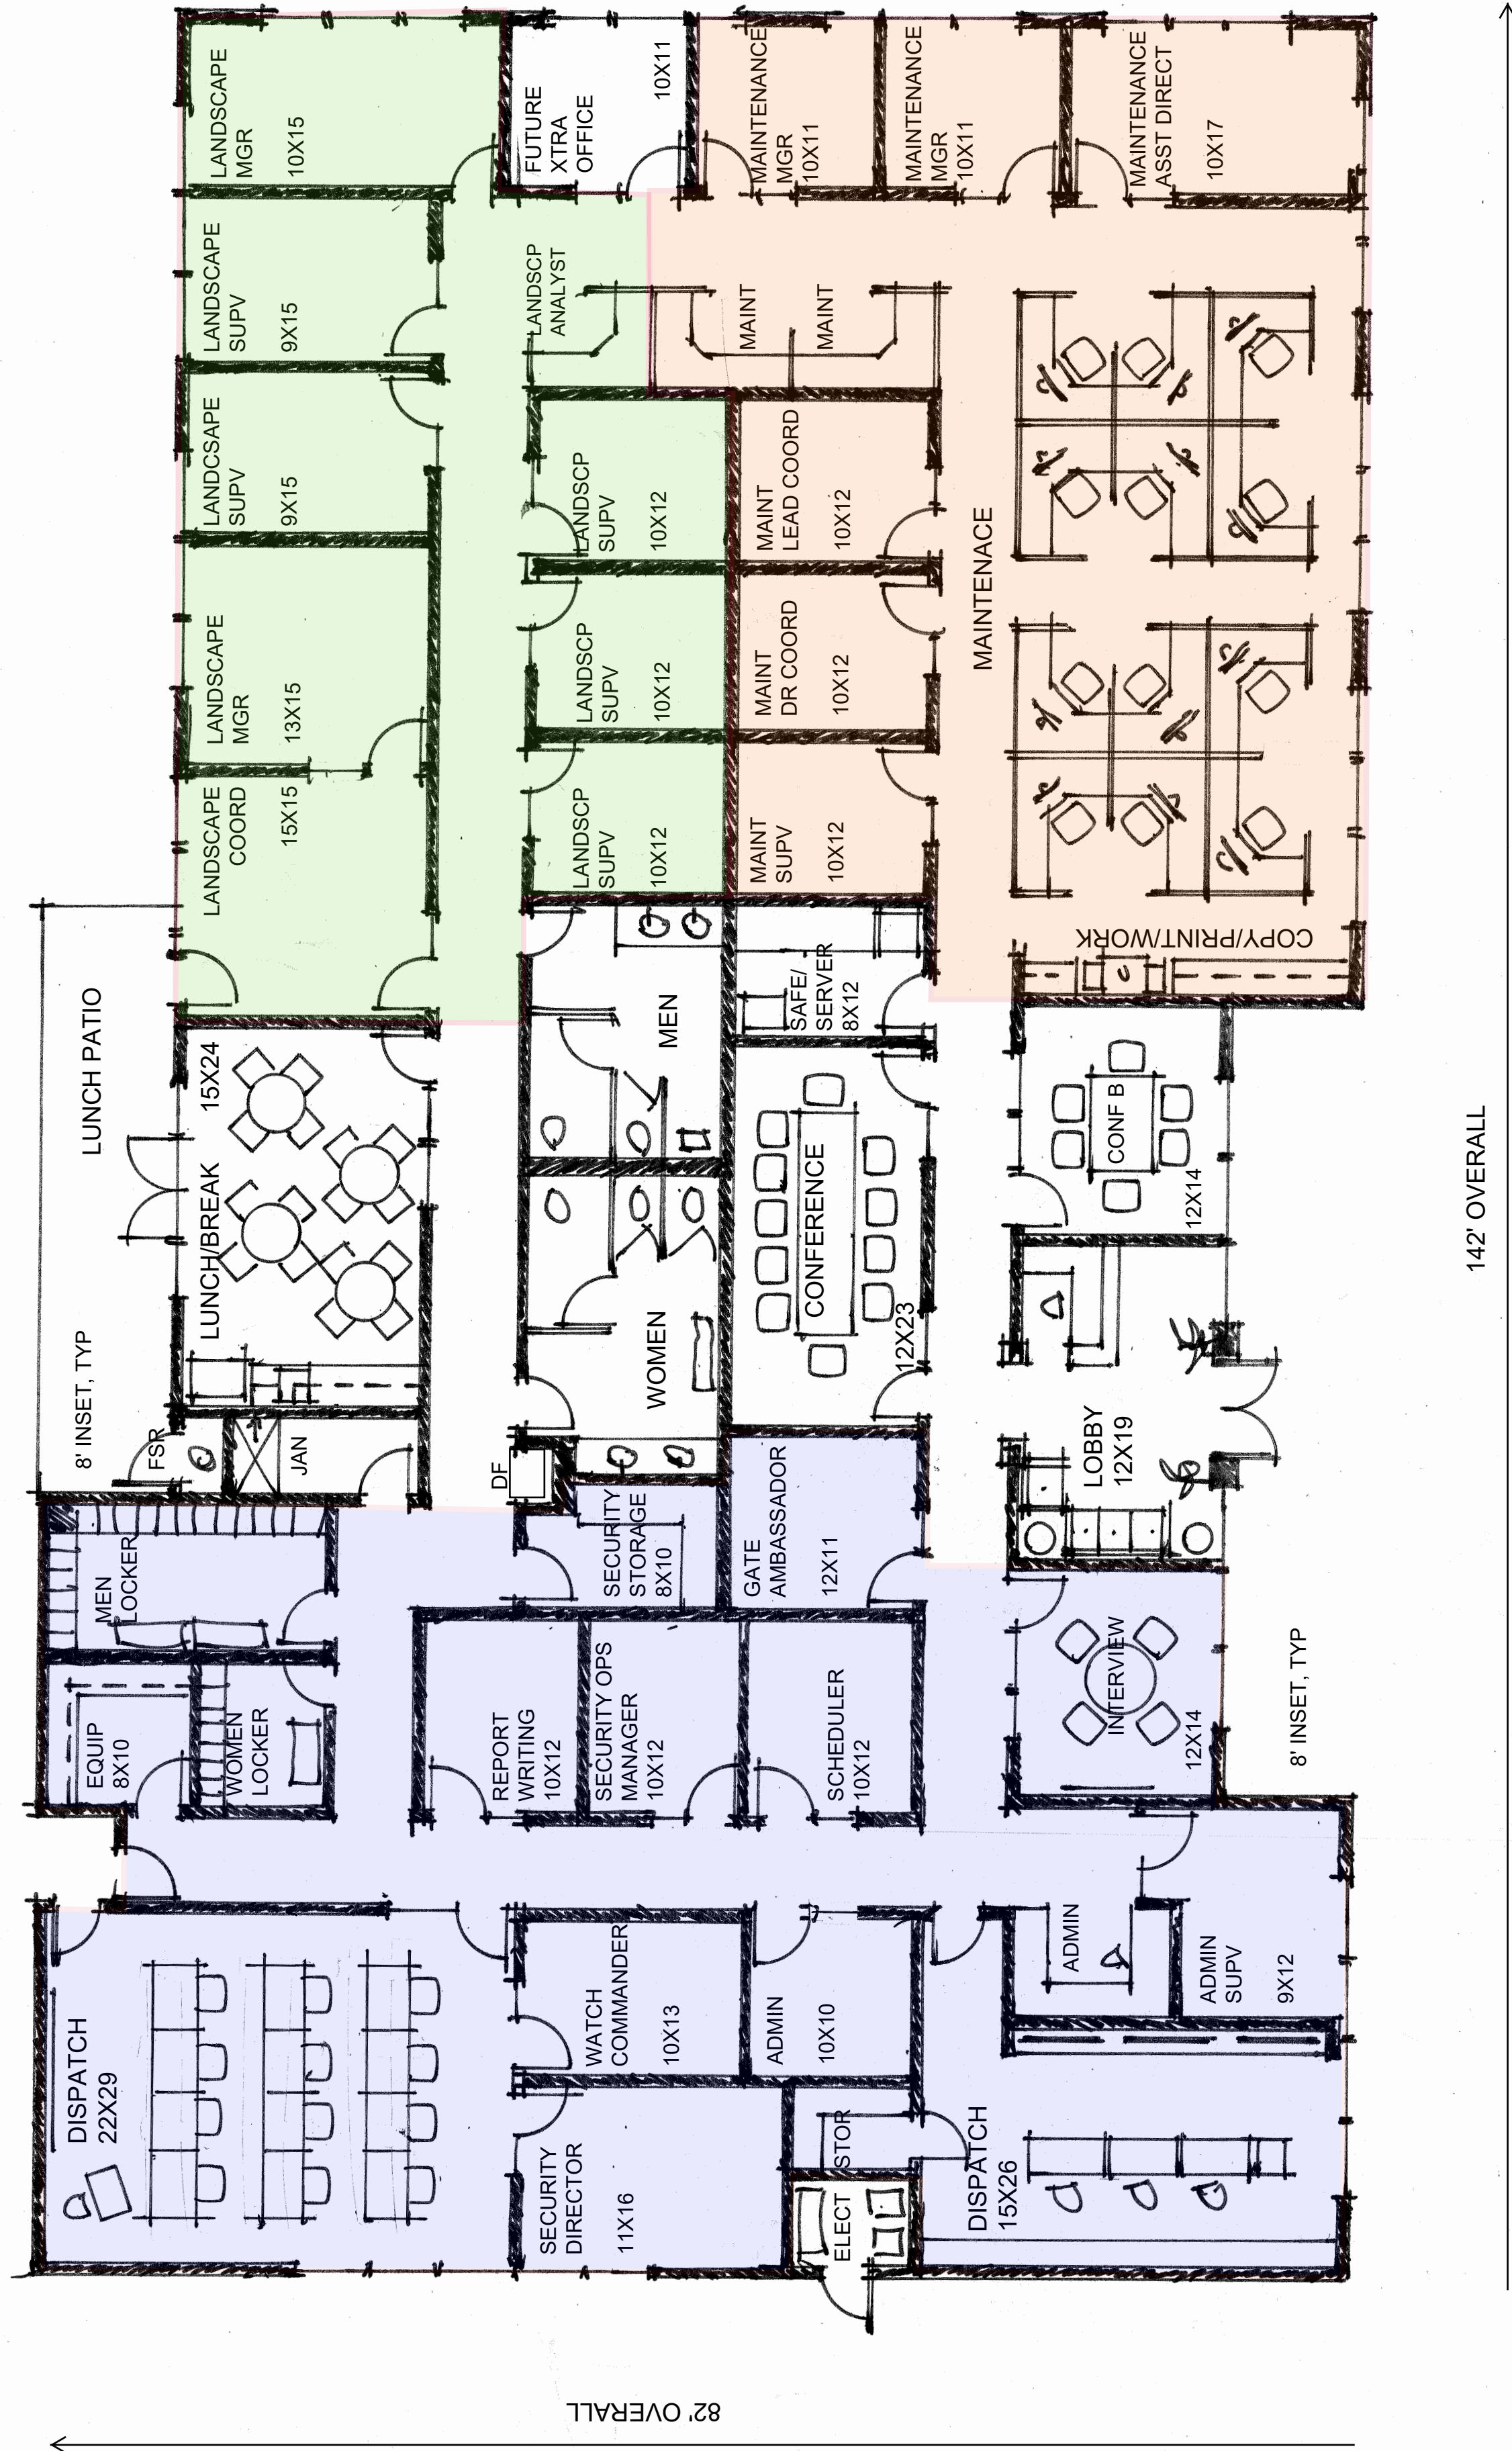 LANDSCAPE
MGR
10X15
FUTURE
XTRA
OFFICE
10X11
MAINTENANCE
MGR
10X11
MAINTENANCE
MGR
10X11
MAINTENANCE
ASST DIRECT
10X17
LANDSCAPE
SUPV
9X15
LANDSCP
ANALYST
MAINT
MAINT
LANDCSAPE
SUPV
9X15
LANDSCP
SUPV
10X12
MAINT
LEAD COORD
10X12
LANDSCAPE
MGR
13X15
LANDSCP
SUPV
10X12
MAINT
DR COORD
10X12
MAINTENACE
LANDSCAPE
COORD
15X15
LANDSCP
SUPV
10X12
MAINT
SUPV
10X12
COPY/PRINT/WORK
LUNCH PATIO
15X24
LUNCH/BREAK
MEN
SAFE/
SERVER
8X12
CONF B
12X14
142' OVERALL
8' INSET, TYP
WOMEN
CONFERENCE
12X23
FSR
JAN
DF
LOBBY
12X19
MEN
LOCKER
SECURITY
STORAGE
8X10
GATE
AMBASSADOR
12X11
EQUIP
8X10
WOMEN
LOCKER
REPORT
WRITING
10X12
SECURITY OPS
MANAGER
10X12
SCHEDULER
10X12
INTERVIEW
12X14
8' INSET, TYP
DISPATCH
22X29
WATCH
COMMANDER
10X13
ADMIN
10X10
ADMIN
ADMIN
SUPV
9X12
SECURITY
DIRECTOR
11X16
STOR
ELECT
DISPATCH
15X26
82' OVERALL